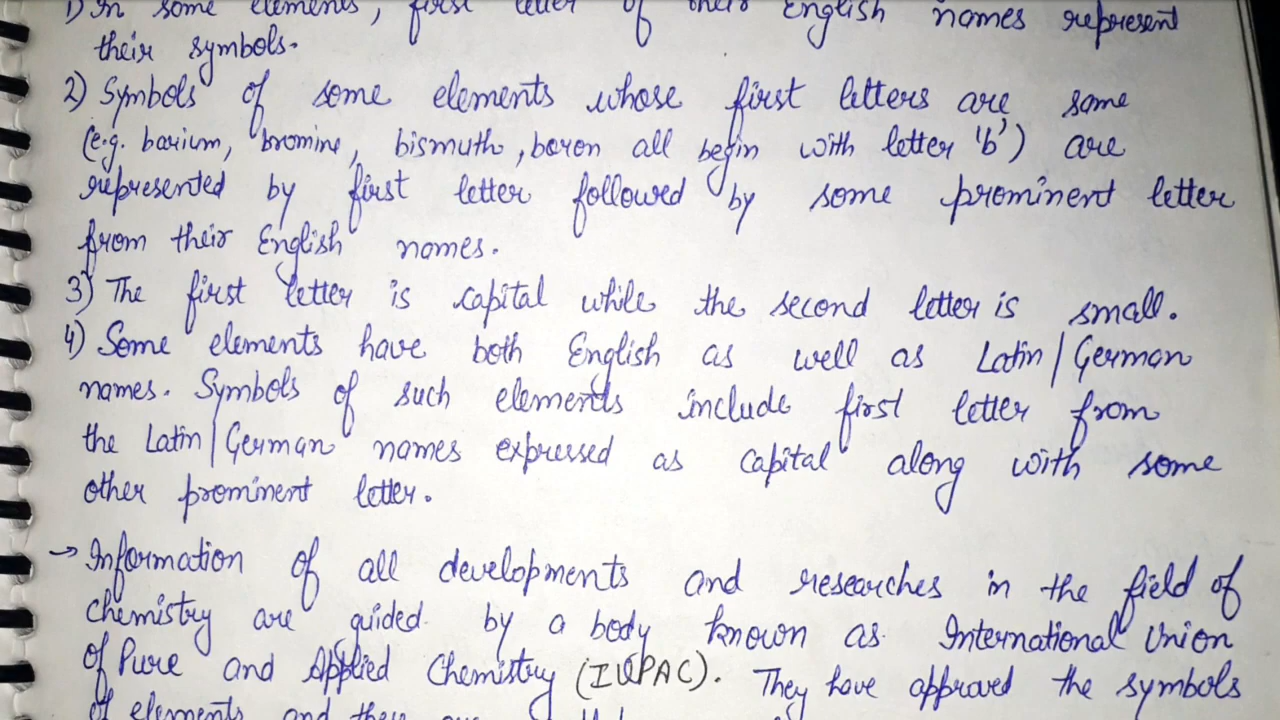 1) In some elements, first letter of their English names represent
their symbols.
2) Symbols of some elements whose first letters are same
(e.g. barium, bromine, bismuth, boron all begin with letter 'b') are
represented by first letter followed by some prominent letter
from their English names.
3) The first letter is capital while the second letter is small.
4) Some elements have both English as well as Latin/German
names. Symbols of such elements include first letter from
the Latin/German names expressed as capital along with some
other prominent letter.
→ Information of all developments and researches in the field of
chemistry are guided by a body known as International Union
of Pure and Applied Chemistry (IUPAC). They have approved the symbols
of elements and they are